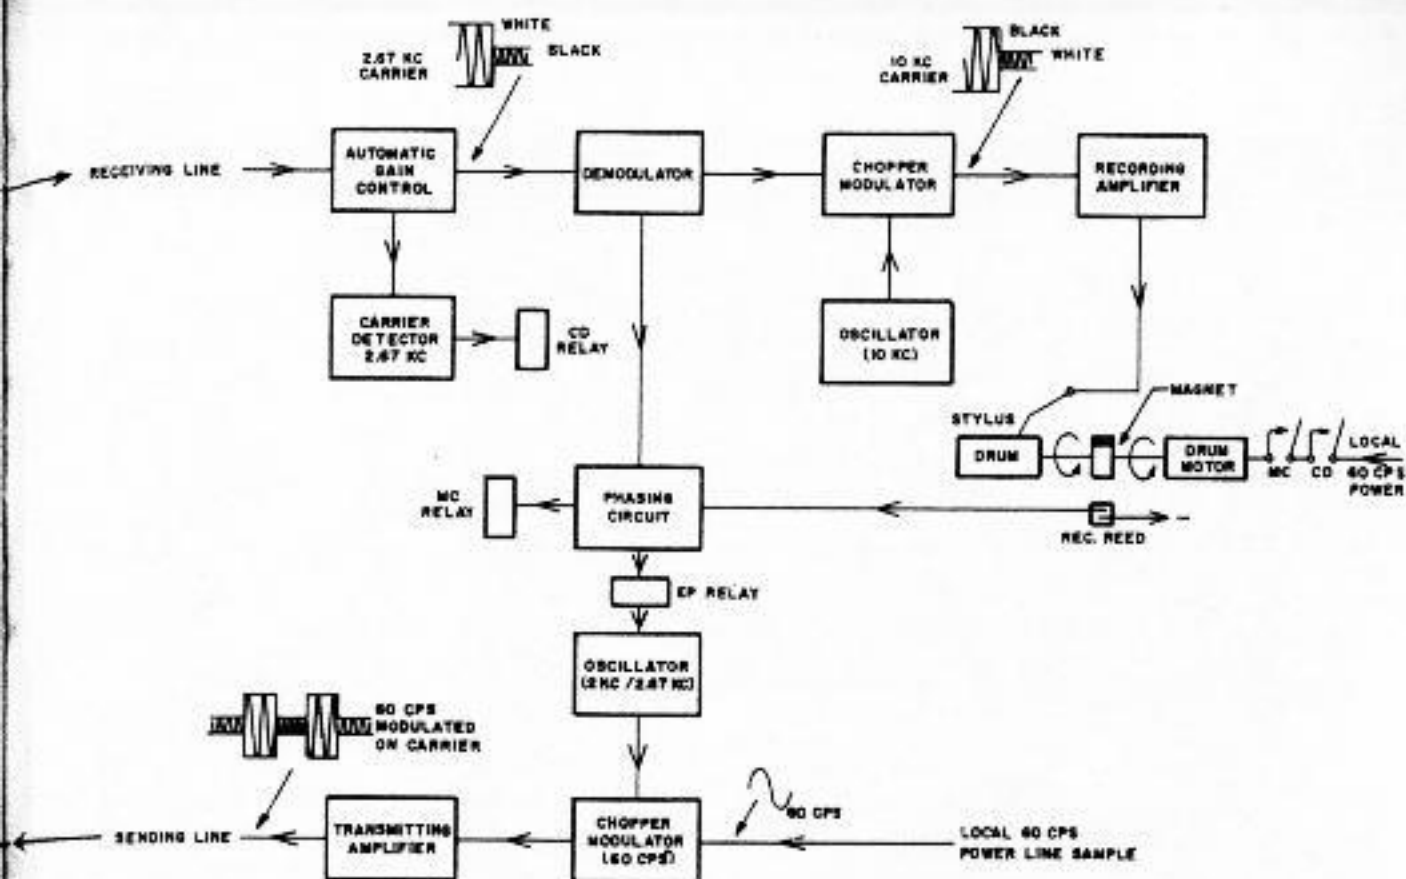 WHITE
BLACK
2.67 KC
CARRIER
BLACK
WHITE
10 KC
CARRIER
RECEIVING LINE
AUTOMATIC
GAIN
CONTROL
DEMODULATOR
CHOPPER
MODULATOR
RECORDING
AMPLIFIER
CARRIER
DETECTOR
2.67 KC
CD
RELAY
OSCILLATOR
(10 KC)
MAGNET
STYLUS
DRUM
DRUM
MOTOR
MC
CD
LOCAL
60 CPS
POWER
MC
RELAY
PHASING
CIRCUIT
REC. REED
EP RELAY
OSCILLATOR
(2 KC / 2.67 KC)
60 CPS
MODULATED
ON CARRIER
SENDING LINE
TRANSMITTING
AMPLIFIER
CHOPPER
MODULATOR
(60 CPS)
60 CPS
LOCAL 60 CPS
POWER LINE SAMPLE